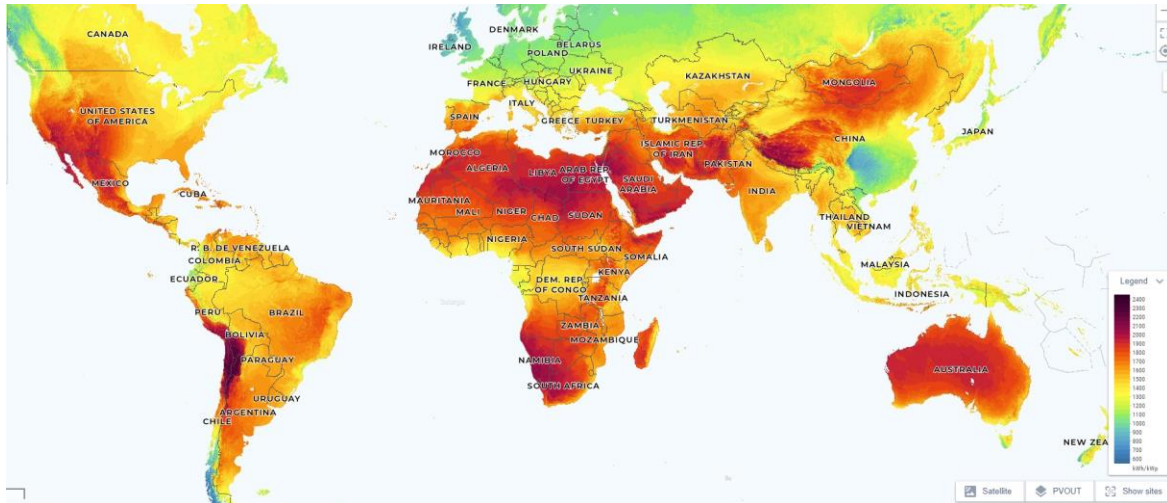 CANADA
UNITED STATES
OF AMERICA
MEXICO
CUBA
R. B. DE VENEZUELA
COLOMBIA
ECUADOR
PERU
BRAZIL
BOLIVIA
PARAGUAY
URUGUAY
ARGENTINA
CHILE
IRELAND
DENMARK
BELARUS
POLAND
UKRAINE
FRANCE
HUNGARY
ITALY
SPAIN
GREECE
TURKEY
KAZAKHSTAN
TURKMENISTAN
MONGOLIA
CHINA
JAPAN
ISLAMIC REP.
OF IRAN
PAKISTAN
INDIA
THAILAND
VIETNAM
MALAYSIA
INDONESIA
MOROCCO
ALGERIA
LIBYA
ARAB REP.
OF EGYPT
SAUDI
ARABIA
MAURITANIA
MALI
NIGER
CHAD
SUDAN
NIGERIA
SOUTH SUDAN
SOMALIA
KENYA
DEM. REP.
OF CONGO
TANZANIA
ZAMBIA
MOZAMBIQUE
NAMIBIA
SOUTH AFRICA
AUSTRALIA
NEW ZEA
Legend
2400
2300
2200
2100
2000
1900
1800
1700
1600
1500
1400
1300
1200
1100
1000
900
800
700
600
kWh/kWp
Satellite
PVOUT
Show sites